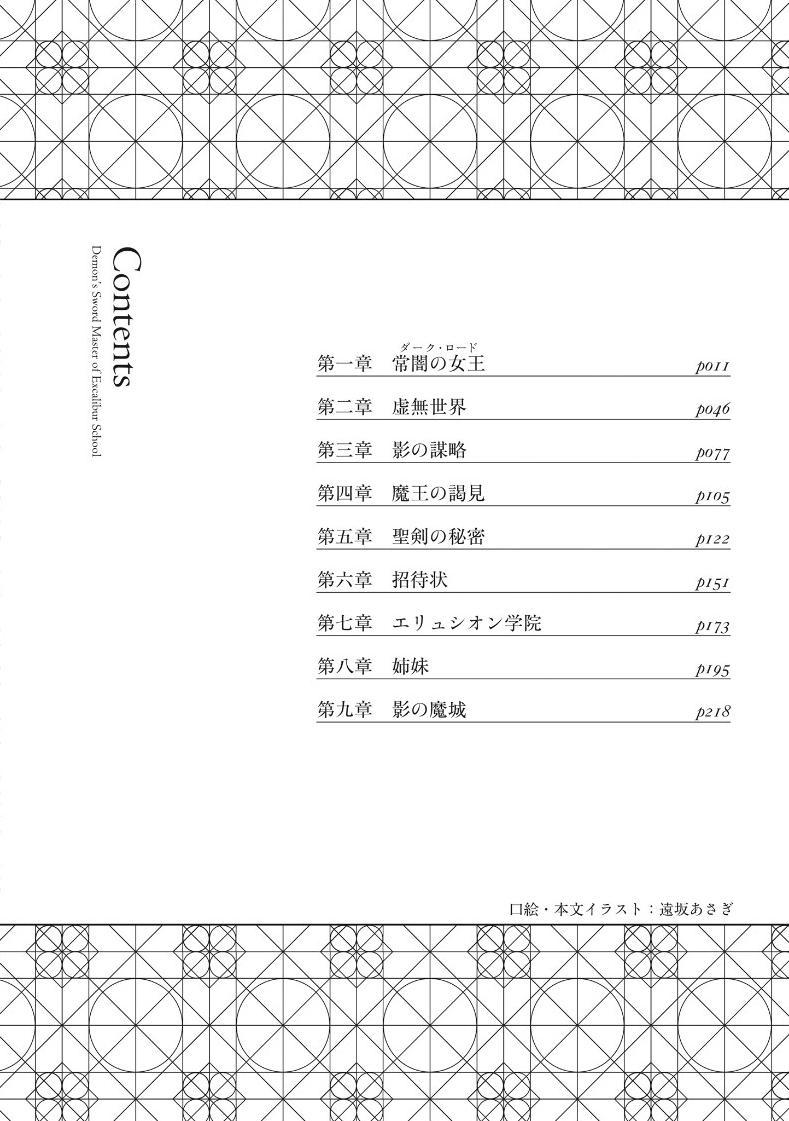 Contents
Demon's Sword Master of Excalibur School
ダーク・ロード
第一章 常闇の女王 p011
第二章 虚無世界 p046
第三章 影の謀略 p077
第四章 魔王の謁見 p105
第五章 聖剣の秘密 p122
第六章 招待状 p151
第七章 エリュシオン学院 p173
第八章 姉妹 p195
第九章 影の魔城 p218
口絵・本文イラスト：遠坂あさぎ